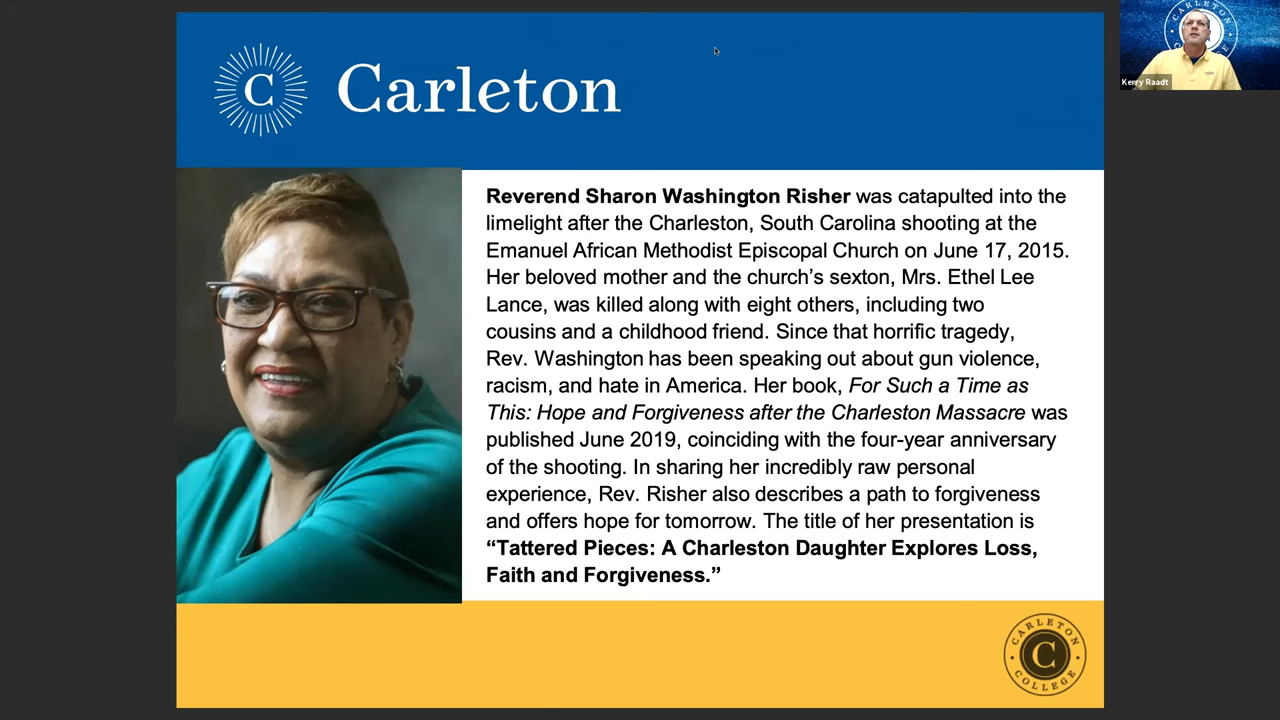 C
Carleton
Reverend Sharon Washington Risher was catapulted into the
limelight after the Charleston, South Carolina shooting at the
Emanuel African Methodist Episcopal Church on June 17, 2015.
Her beloved mother and the church’s sexton, Mrs. Ethel Lee
Lance, was killed along with eight others, including two
cousins and a childhood friend. Since that horrific tragedy,
Rev. Washington has been speaking out about gun violence,
racism, and hate in America. Her book, For Such a Time as
This: Hope and Forgiveness after the Charleston Massacre was
published June 2019, coinciding with the four-year anniversary
of the shooting. In sharing her incredibly raw personal
experience, Rev. Risher also describes a path to forgiveness
and offers hope for tomorrow. The title of her presentation is
“Tattered Pieces: A Charleston Daughter Explores Loss,
Faith and Forgiveness.”
CARLETON
C
COLLEGE
CARLETON
Kerry Raadt